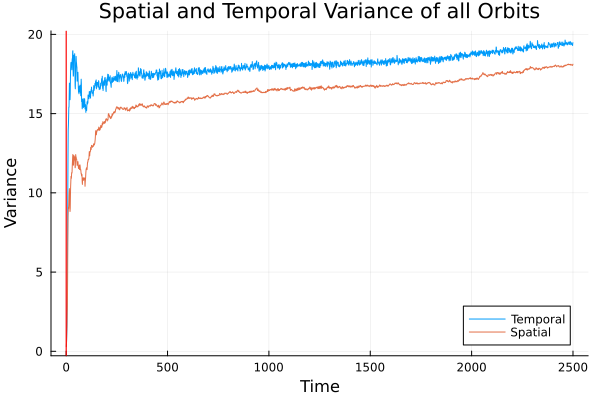 Spatial and Temporal Variance of all Orbits
Variance
20
15
10
5
0
Temporal
Spatial
0 500 1000 1500 2000 2500
Time